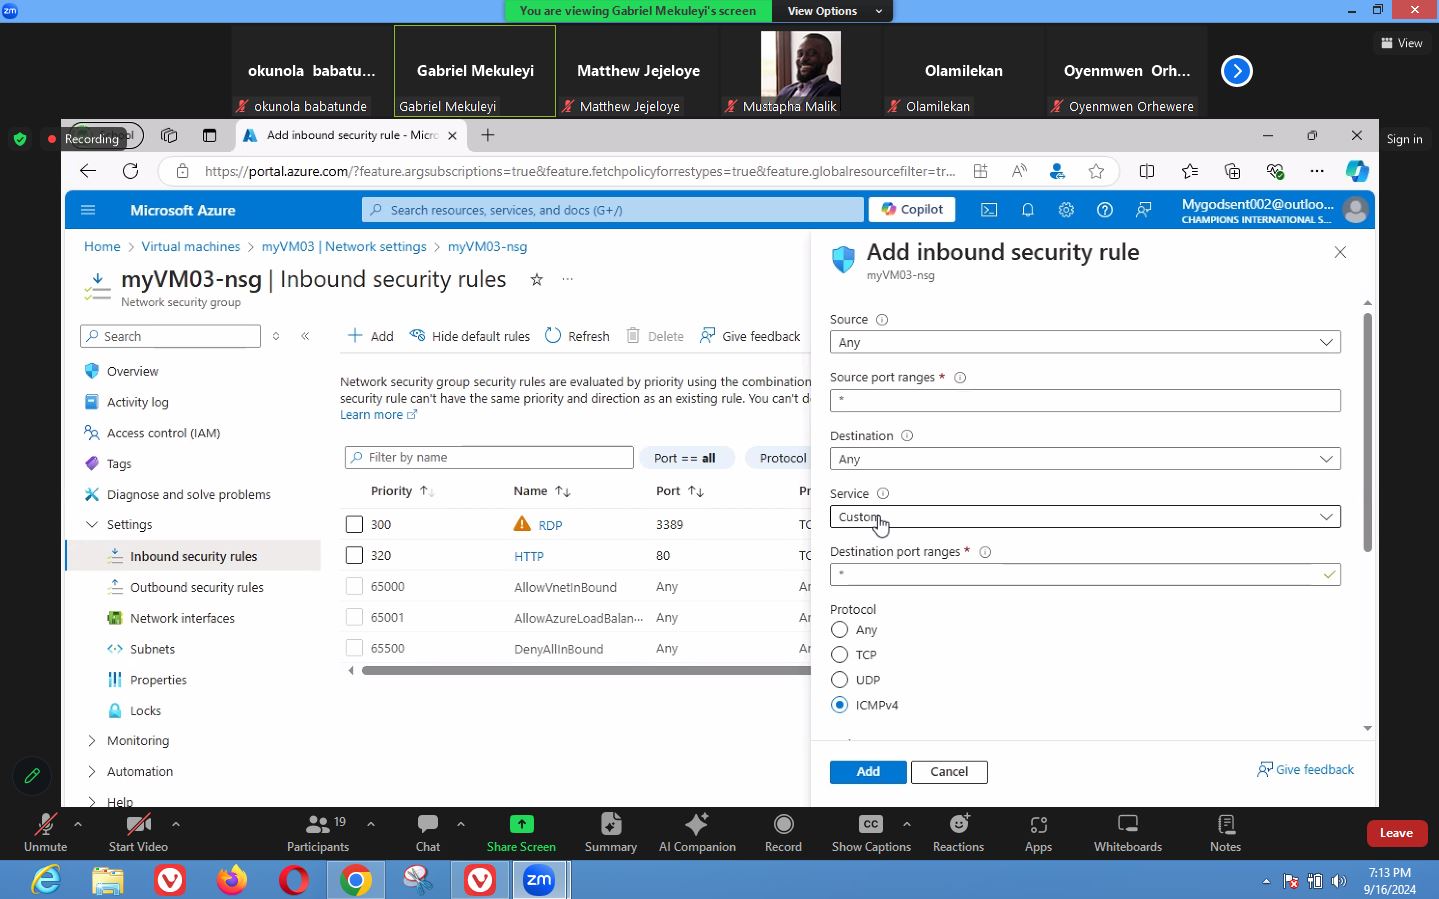 zm
You are viewing Gabriel Mekuleyi's screen
View Options
okunola babatu...
Gabriel Mekuleyi
Matthew Jejeloye
Olamilekan
Oyenmwen Orh...
View
okunola babatunde
Gabriel Mekuleyi
Matthew Jejeloye
Mustapha Malik
Olamilekan
Oyenmwen Orhewere
Recording
Add inbound security rule - Micro
Sign in
https://portal.azure.com/?feature.argsubscriptions=true&feature.fetchpolicyforrestypes=true&feature.globalresourcefilter=tr...
Microsoft Azure
Search resources, services, and docs (G+/)
Copilot
Mygodsent002@outloo...
CHAMPIONS INTERNATIONAL S...
Home > Virtual machines > myVM03 | Network settings > myVM03-nsg
myVM03-nsg | Inbound security rules
Network security group
Search
Add
Hide default rules
Refresh
Delete
Give feedback
Overview
Activity log
Access control (IAM)
Tags
Diagnose and solve problems
Settings
Inbound security rules
Outbound security rules
Network interfaces
Subnets
Properties
Locks
Monitoring
Automation
Help
Network security group security rules are evaluated by priority using the combination
security rule can't have the same priority and direction as an existing rule. You can't d
Learn more
Filter by name
Port == all
Protocol
Priority Name Port Pr
300 RDP 3389 TC
320 HTTP 80 TC
65000 AllowVnetInBound Any Ar
65001 AllowAzureLoadBalan... Any Ar
65500 DenyAllInBound Any Ar
Add inbound security rule
myVM03-nsg
Source
Any
Source port ranges *
*
Destination
Any
Service
Custom
Destination port ranges *
*
Protocol
Any
TCP
UDP
ICMPv4
Add
Cancel
Give feedback
Unmute
Start Video
19
Participants
Chat
Share Screen
Summary
AI Companion
Record
CC
Show Captions
Reactions
Apps
Whiteboards
Notes
Leave
zm
7:13 PM
9/16/2024